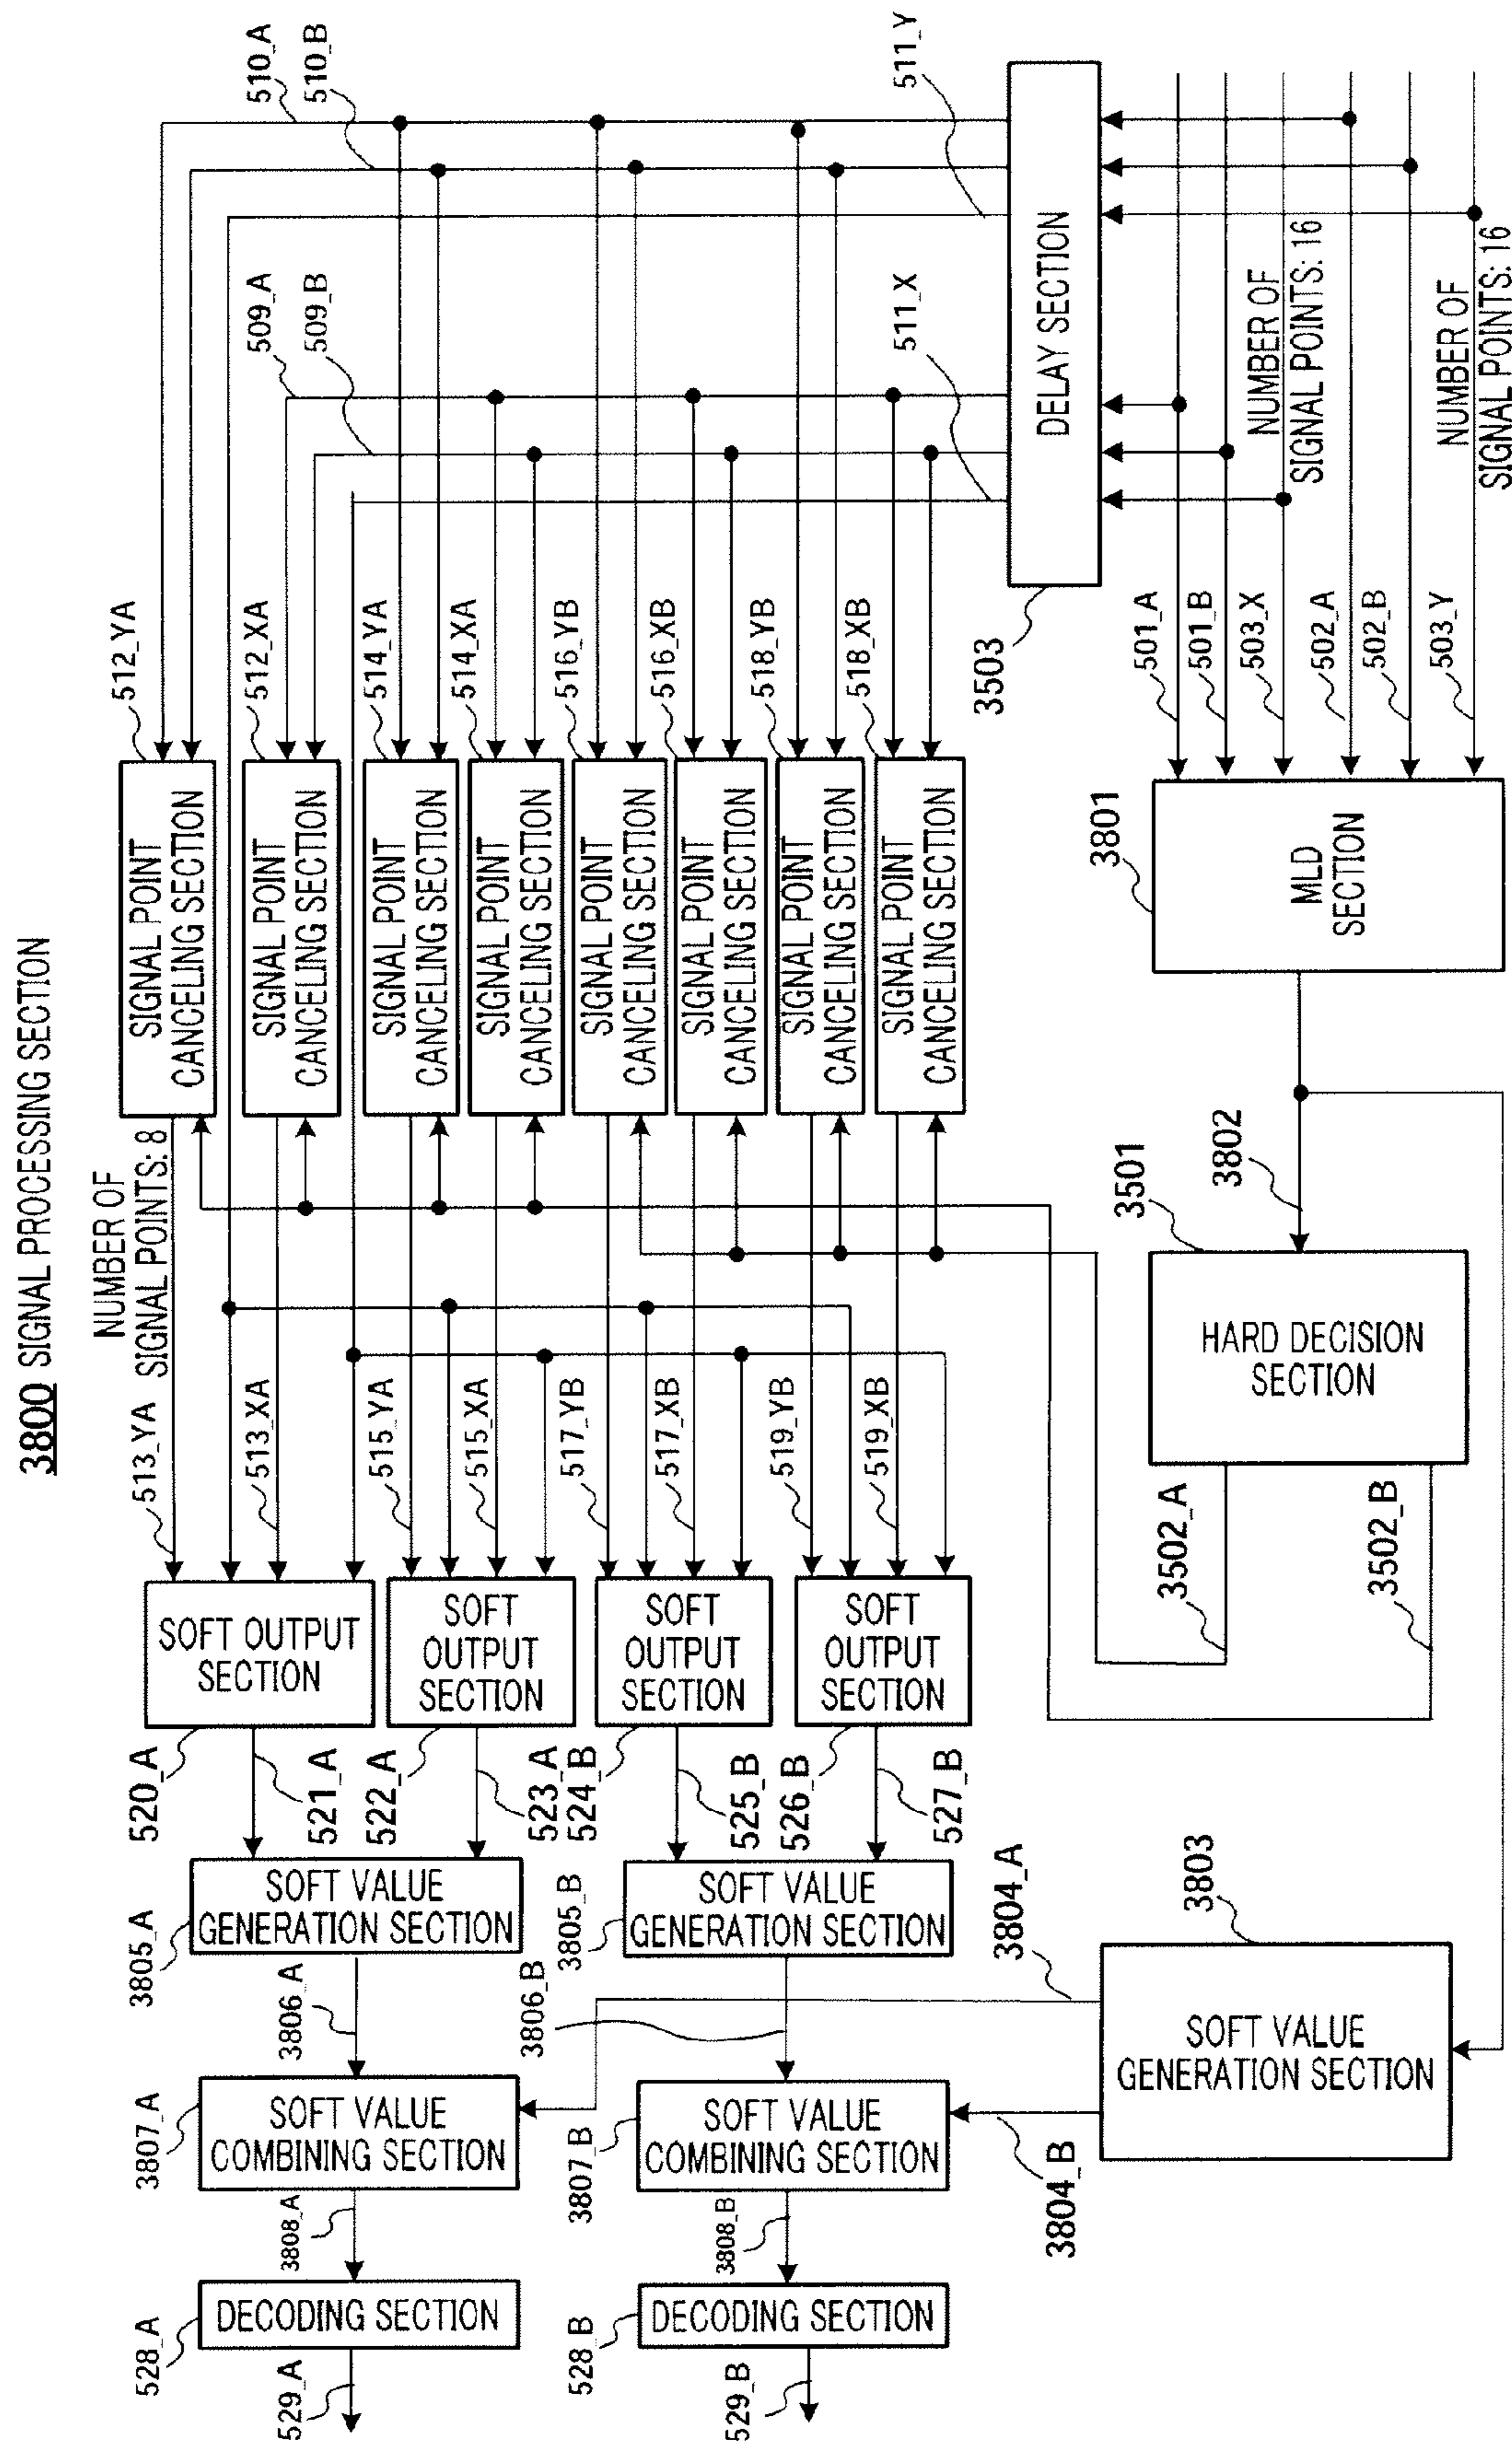 3800 SIGNAL PROCESSING SECTION
510_A
510_B
511_Y
509_A
509_B
511_X
512_YA
512_XA
514_YA
514_XA
516_YB
516_XB
518_YB
518_XB
SIGNAL POINT
CANCELING SECTION
SIGNAL POINT
CANCELING SECTION
SIGNAL POINT
CANCELING SECTION
SIGNAL POINT
CANCELING SECTION
SIGNAL POINT
CANCELING SECTION
SIGNAL POINT
CANCELING SECTION
SIGNAL POINT
CANCELING SECTION
SIGNAL POINT
CANCELING SECTION
DELAY SECTION
3503
NUMBER OF
SIGNAL POINTS: 16
NUMBER OF
SIGNAL POINTS: 16
501_A
501_B
503_X
502_A
502_B
503_Y
3801
MLD
SECTION
3802
3501
HARD DECISION
SECTION
3502_A
3502_B
NUMBER OF
SIGNAL POINTS: 8
513_YA
513_XA
515_YA
515_XA
517_YB
517_XB
519_YB
519_XB
SOFT OUTPUT
SECTION
SOFT
OUTPUT
SECTION
SOFT
OUTPUT
SECTION
SOFT
OUTPUT
SECTION
520_A
521_A
522_A
523_A
524_B
525_B
526_B
527_B
3805_A
SOFT VALUE
GENERATION SECTION
3805_B
SOFT VALUE
GENERATION SECTION
3804_A
3803
SOFT VALUE
GENERATION SECTION
3804_B
3806_A
3806_B
3807_A
SOFT VALUE
COMBINING SECTION
3807_B
SOFT VALUE
COMBINING SECTION
3808_A
3808_B
528_A
DECODING SECTION
528_B
DECODING SECTION
529_A
529_B